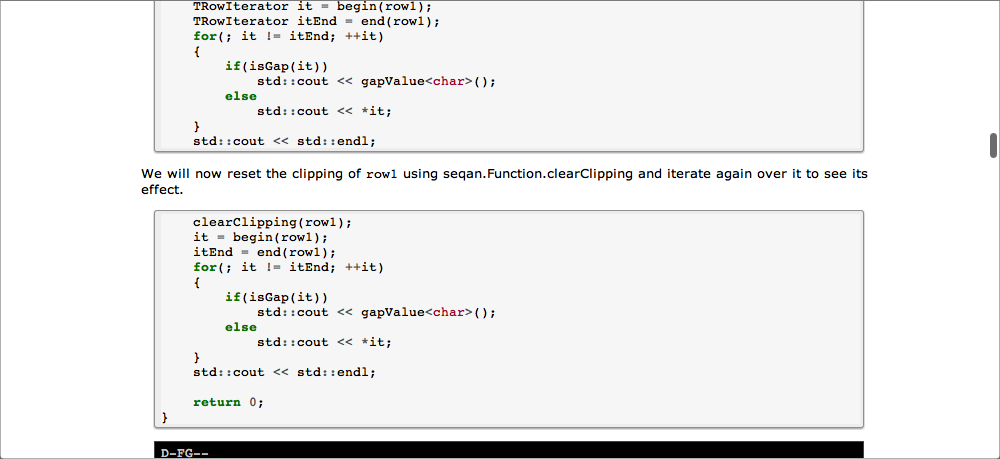 TRowIterator it = begin(row1);
TRowIterator itEnd = end(row1);
for(; it != itEnd; ++it)
{
if(isGap(it))
std::cout << gapValue<char>();
else
std::cout << *it;
}
std::cout << std::endl;
We will now reset the clipping of row1 using seqan.Function.clearClipping and iterate again over it to see its
effect.
clearClipping(row1);
it = begin(row1);
itEnd = end(row1);
for(; it != itEnd; ++it)
{
if(isGap(it))
std::cout << gapValue<char>();
else
std::cout << *it;
}
std::cout << std::endl;
return 0;
}
D-FG--